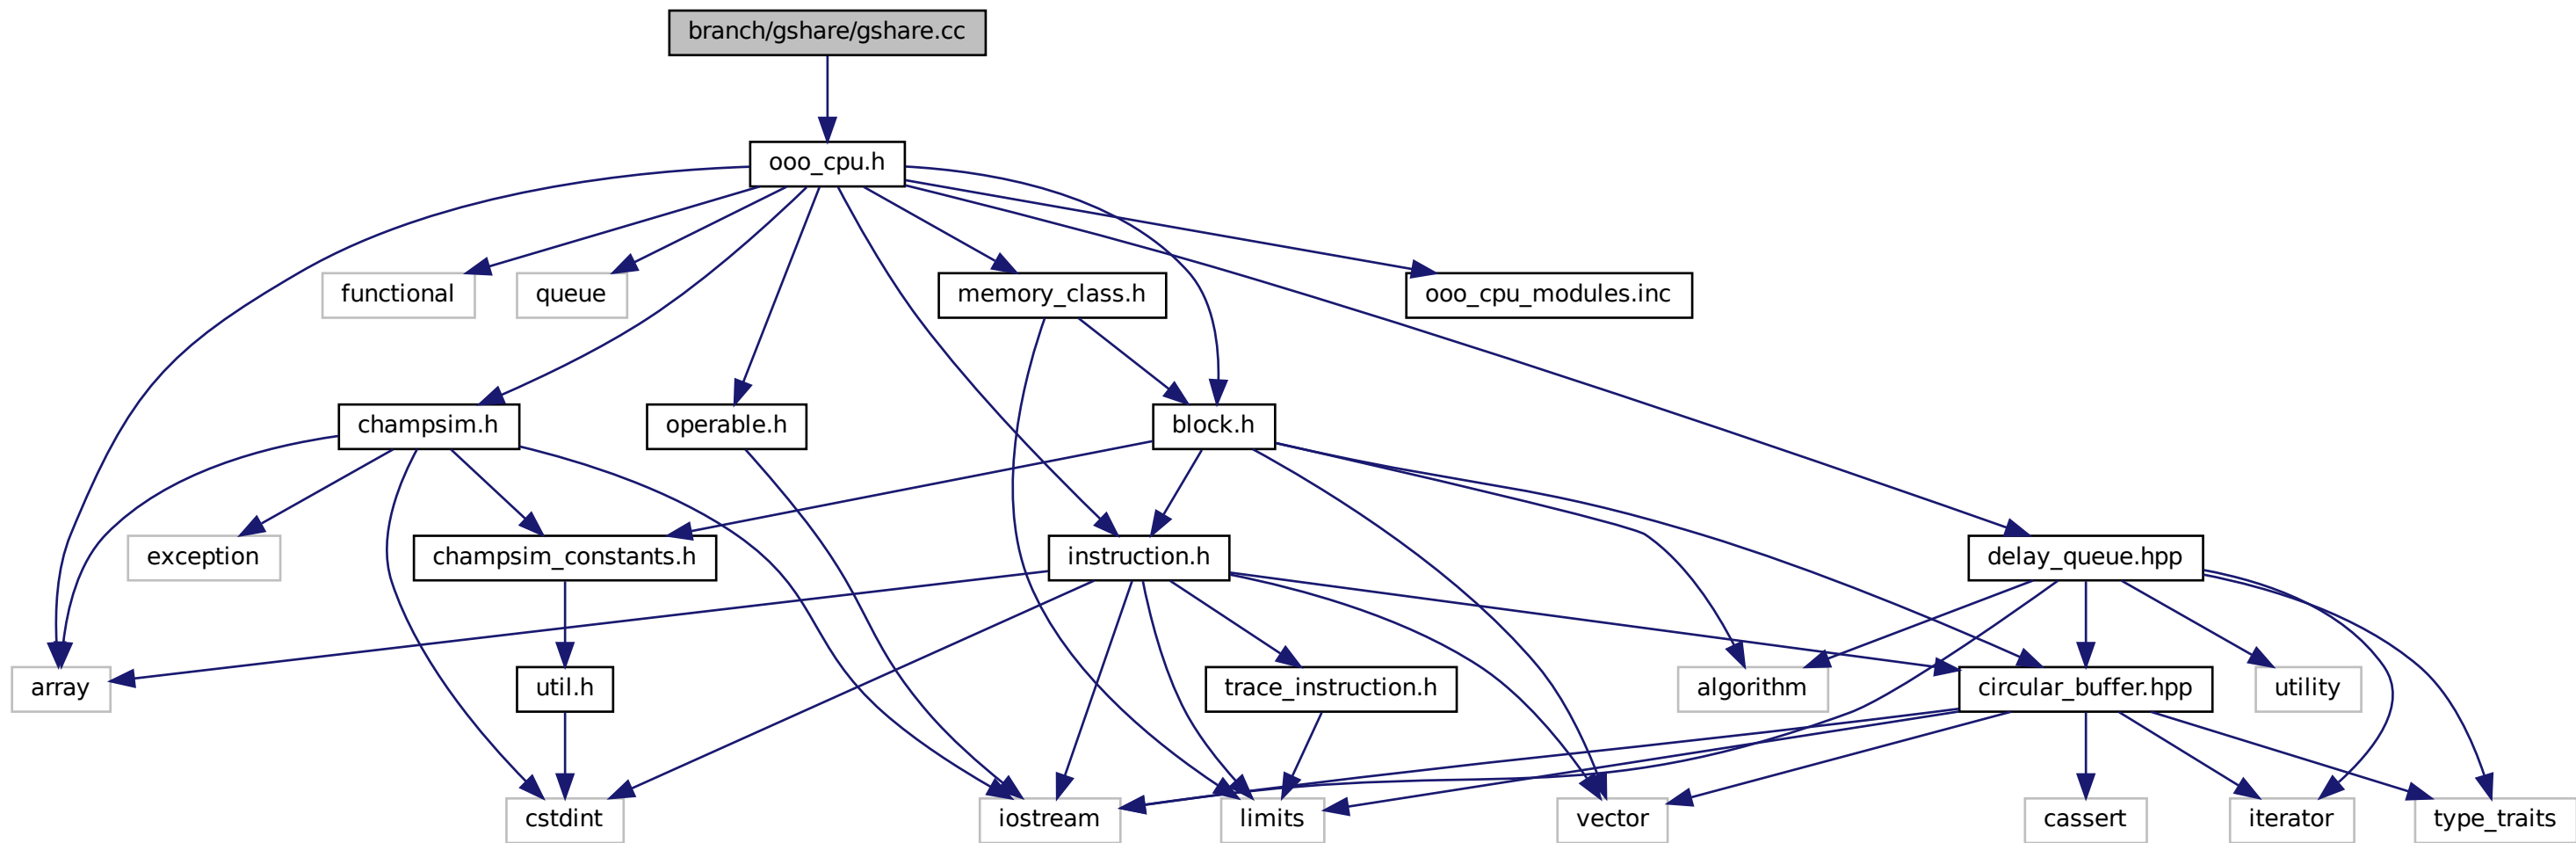 branch/gshare/gshare.cc
ooo_cpu.h
functional
queue
memory_class.h
ooo_cpu_modules.inc
champsim.h
operable.h
block.h
exception
champsim_constants.h
instruction.h
delay_queue.hpp
array
util.h
trace_instruction.h
algorithm
circular_buffer.hpp
utility
cstdint
iostream
limits
vector
cassert
iterator
type_traits